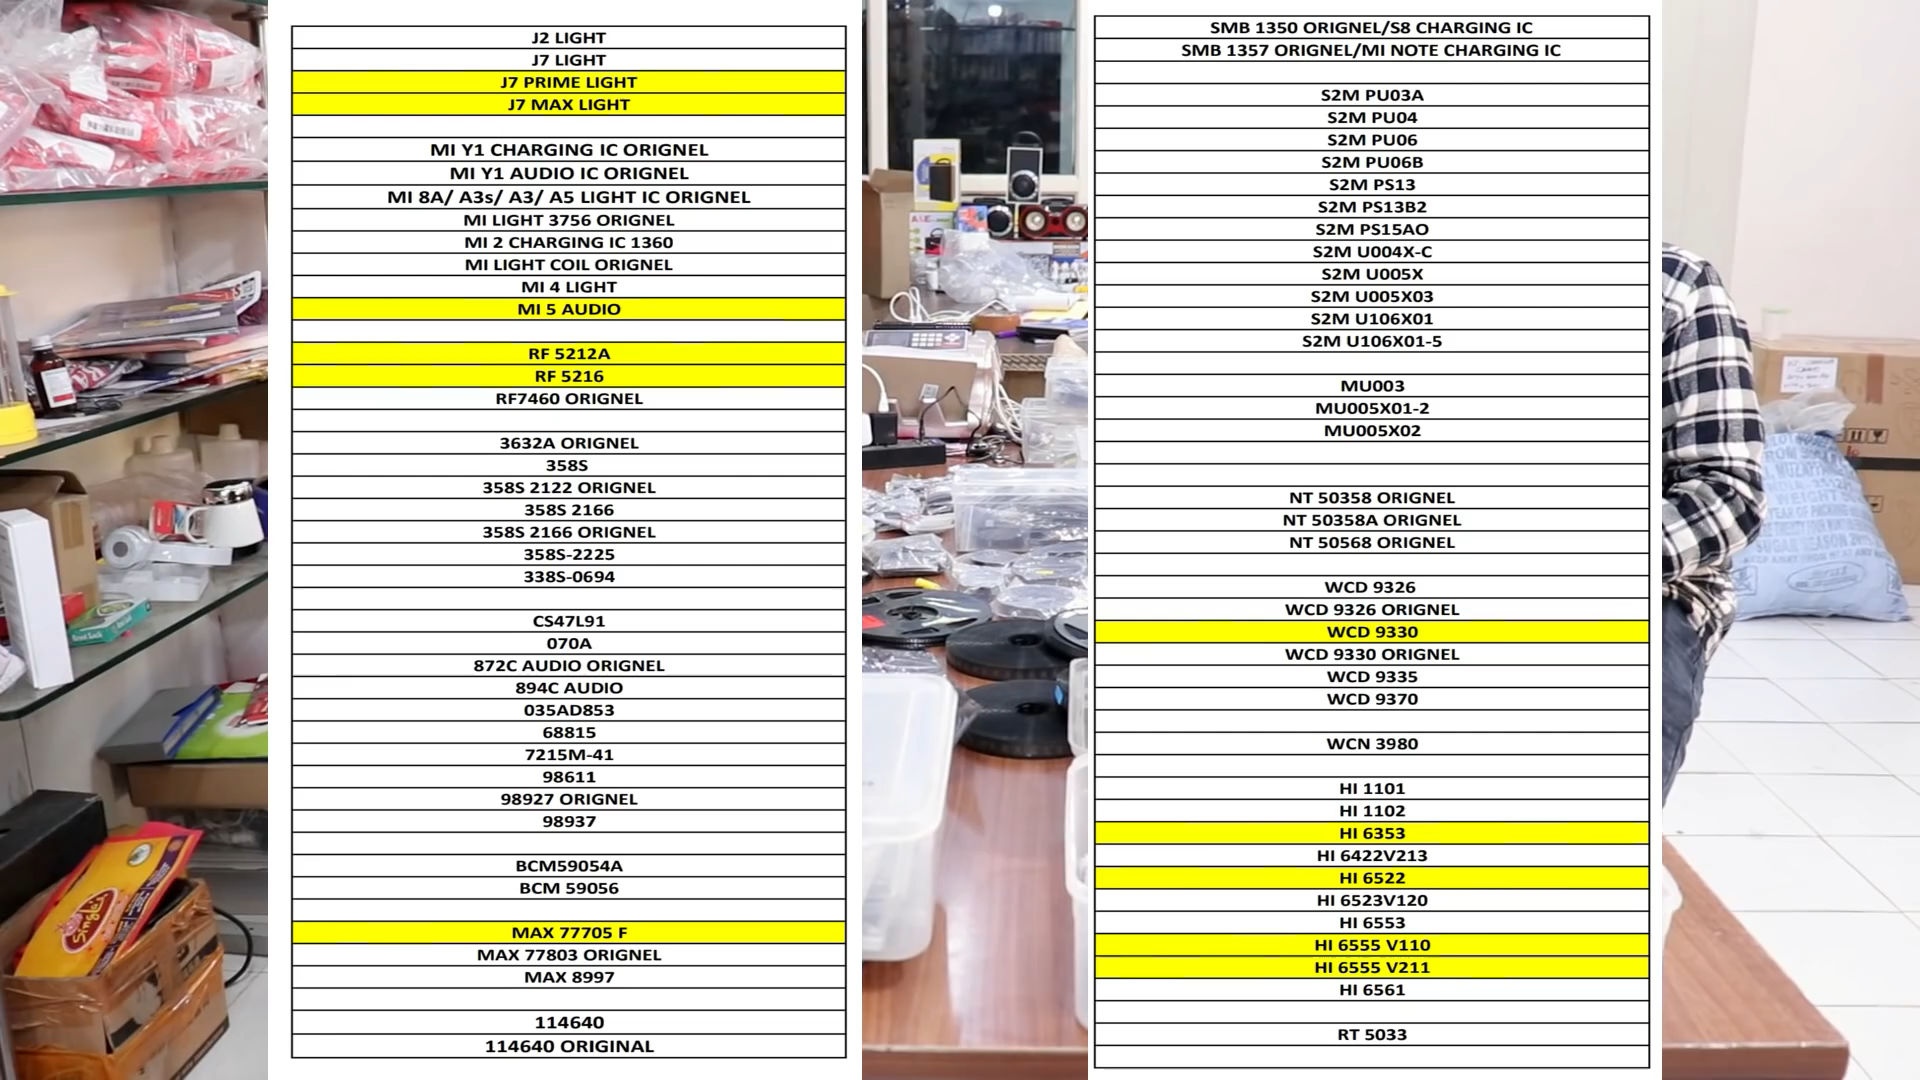 J2 LIGHT
J7 LIGHT
J7 PRIME LIGHT
J7 MAX LIGHT
MI Y1 CHARGING IC ORIGNEL
MI Y1 AUDIO IC ORIGNEL
MI 8A/ A3s/ A3/ A5 LIGHT IC ORIGNEL
MI LIGHT 3756 ORIGNEL
MI 2 CHARGING IC 1360
MI LIGHT COIL ORIGNEL
MI 4 LIGHT
MI 5 AUDIO
RF 5212A
RF 5216
RF7460 ORIGNEL
3632A ORIGNEL
358S
358S 2122 ORIGNEL
358S 2166
358S 2166 ORIGNEL
358S-2225
338S-0694
CS47L91
070A
872C AUDIO ORIGNEL
894C AUDIO
035AD853
68815
7215M-41
98611
98927 ORIGNEL
98937
BCM59054A
BCM 59056
MAX 77705 F
MAX 77803 ORIGNEL
MAX 8997
114640
114640 ORIGINAL
SMB 1350 ORIGNEL/S8 CHARGING IC
SMB 1357 ORIGNEL/MI NOTE CHARGING IC
S2M PU03A
S2M PU04
S2M PU06
S2M PU06B
S2M PS13
S2M PS13B2
S2M PS15AO
S2M U004X-C
S2M U005X
S2M U005X03
S2M U106X01
S2M U106X01-5
MU003
MU005X01-2
MU005X02
NT 50358 ORIGNEL
NT 50358A ORIGNEL
NT 50568 ORIGNEL
WCD 9326
WCD 9326 ORIGNEL
WCD 9330
WCD 9330 ORIGNEL
WCD 9335
WCD 9370
WCN 3980
HI 1101
HI 1102
HI 6353
HI 6422V213
HI 6522
HI 6523V120
HI 6553
HI 6555 V110
HI 6555 V211
HI 6561
RT 5033
Singles